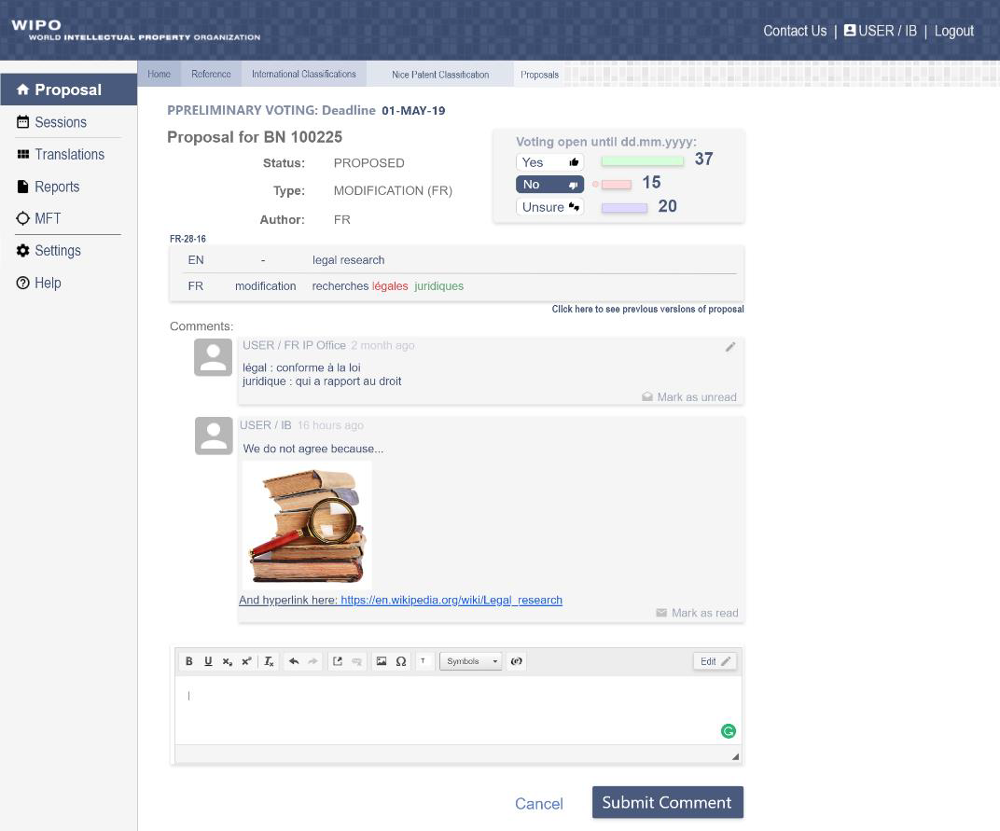 WIPO
WORLD INTELLECTUAL PROPERTY ORGANIZATION
Contact Us | USER / IB | Logout
Home Reference International Classifications Nice Patent Classification Proposals
Proposal
Sessions
Translations
Reports
MFT
Settings
Help
PPRELIMINARY VOTING: Deadline 01-MAY-19
Proposal for BN 100225
Status: PROPOSED
Type: MODIFICATION (FR)
Author: FR
Voting open until dd.mm.yyyy:
Yes 37
No 15
Unsure 20
FR-28-16
EN - legal research
FR modification recherches légales juridiques
Click here to see previous versions of proposal
Comments:
USER / FR IP Office 2 month ago
légal : conforme à la loi
juridique : qui a rapport au droit
Mark as unread
USER / IB 16 hours ago
We do not agree because...
And hyperlink here: https://en.wikipedia.org/wiki/Legal_research
Mark as read
B U x₂ x² Tx Ω T Symbols Edit
Cancel Submit Comment